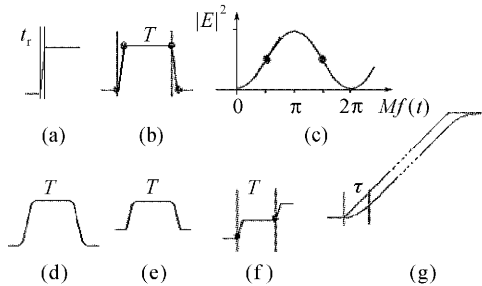 t_r
T
|E|²
0 π 2π Mf(t)
(a) (b) (c)
T T T τ
(d) (e) (f) (g)